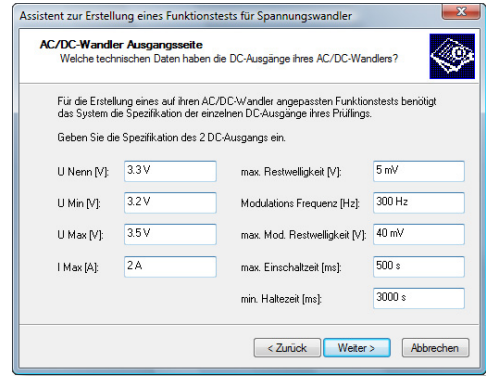 Assistent zur Erstellung eines Funktionstests für Spannungswandler
AC/DC-Wandler Ausgangsseite
Welche technischen Daten haben die DC-Ausgänge ihres AC/DC-Wandlers?
Für die Erstellung eines auf ihren AC/DC-Wandler angepassten Funktionstests benötigt
das System die Spezifikation der einzelnen DC-Ausgänge ihres Prüflings.
Geben Sie die Spezifikation des 2 DC-Ausgangs ein.
U Nenn [V]: 3.3 V max. Restwelligkeit [V]: 5 mV
U Min [V]: 3.2 V Modulations Frequenz [Hz]: 300 Hz
U Max [V]: 3.5 V max. Mod. Restwelligkeit [V]: 40 mV
I Max [A]: 2 A max. Einschaltzeit [ms]: 500 s
min. Haltezeit [ms]: 3000 s
< Zurück Weiter > Abbrechen